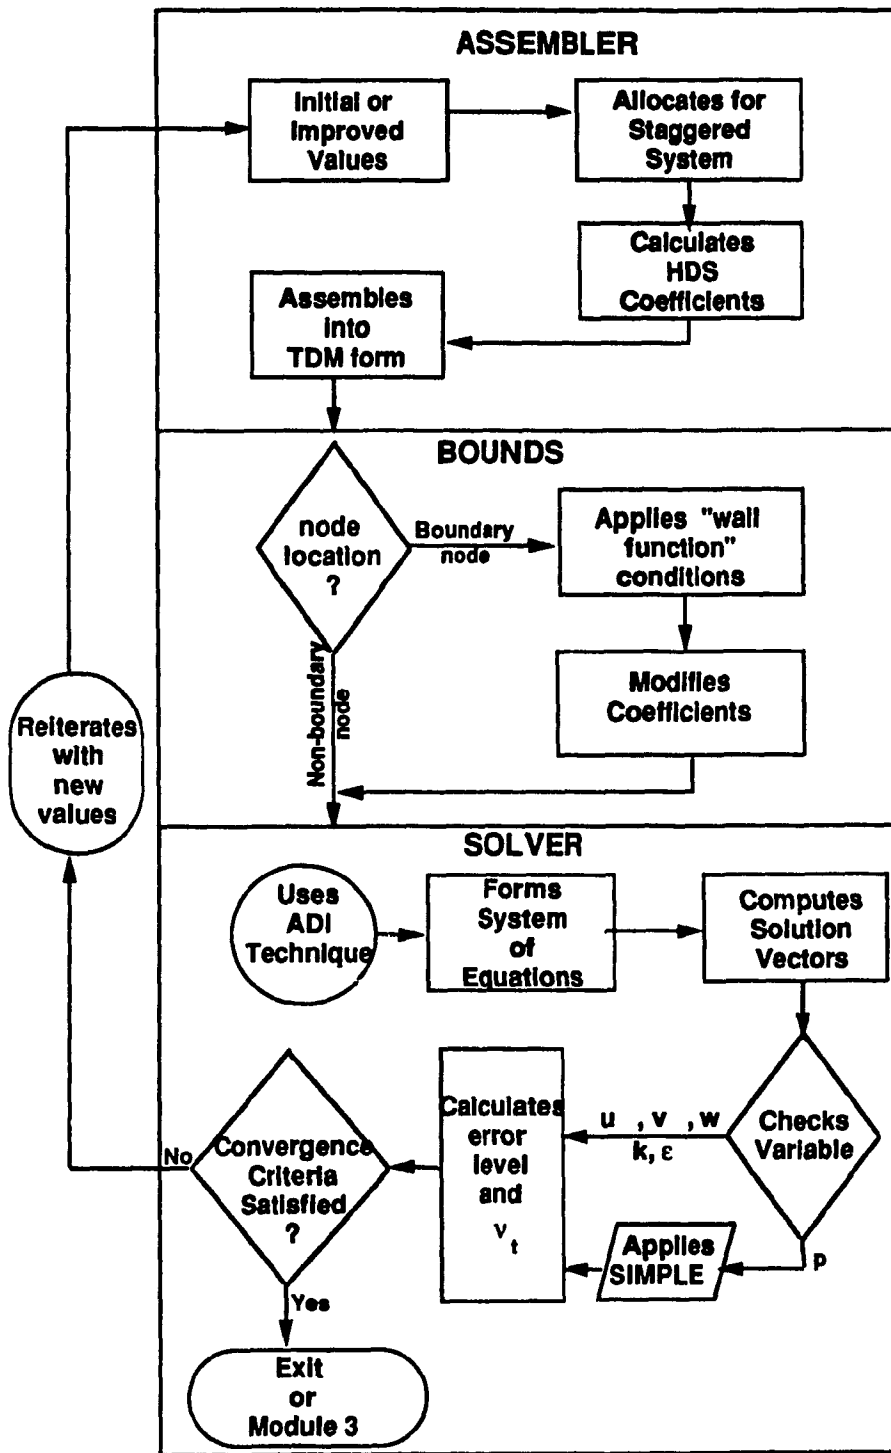 ASSEMBLER
Initial or
Improved
Values
Allocates for
Staggered
System
Calculates
HDS
Coefficients
Assembles
into
TDM form
BOUNDS
node
location
?
Boundary
node
Applies "wall
function"
conditions
Modifies
Coefficients
Non-boundary
node
Reiterates
with
new
values
SOLVER
Uses
ADI
Technique
Forms
System
of
Equations
Computes
Solution
Vectors
Checks
Variable
u , v , w
k, ε
p
Applies
SIMPLE
Calculates
error
level
and
νt
Convergence
Criteria
Satisfied
?
No
Yes
Exit
or
Module 3